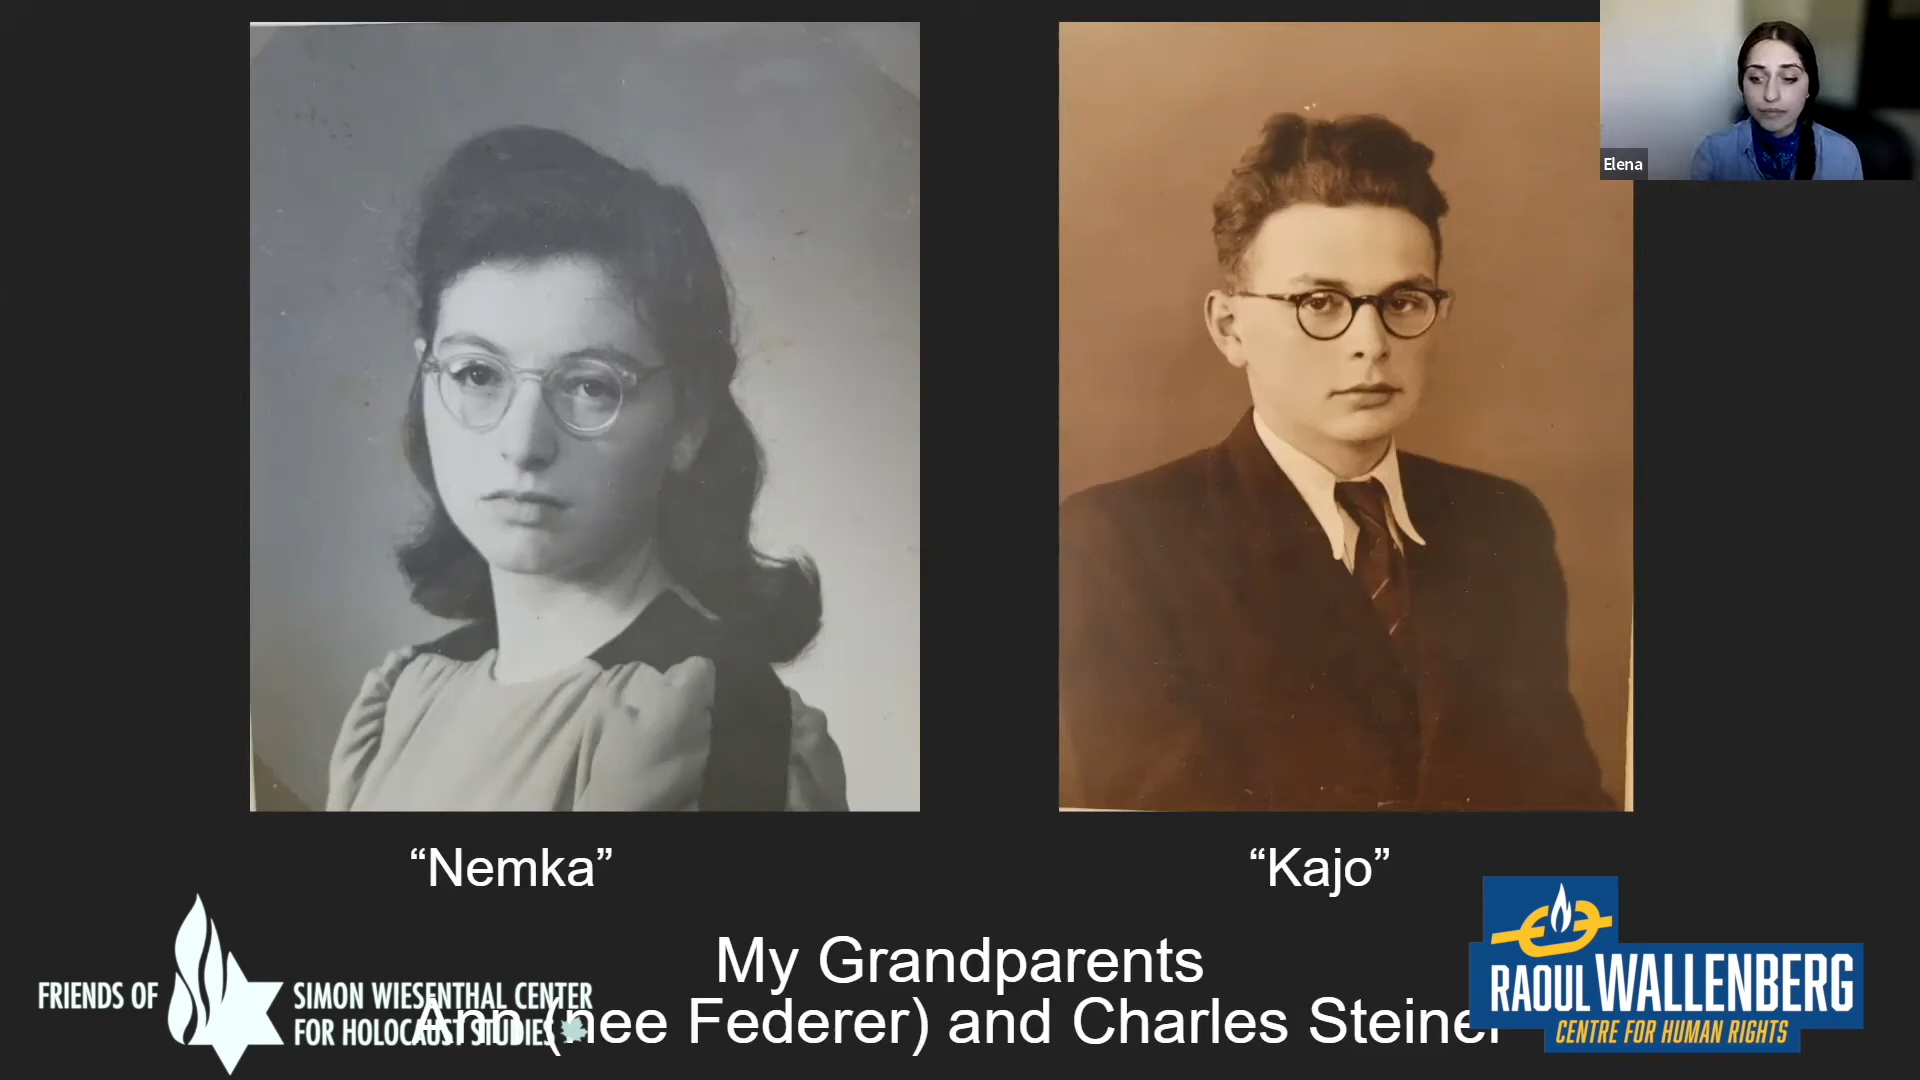 Elena
“Nemka”
“Kajo”
My Grandparents
Ann (nee Federer) and Charles Steiner
FRIENDS OF
SIMON WIESENTHAL CENTER
FOR HOLOCAUST STUDIES
RAOUL WALLENBERG
CENTRE FOR HUMAN RIGHTS